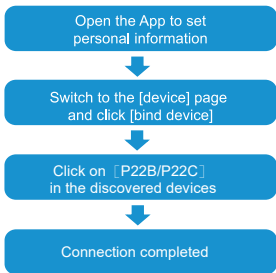 Open the App to set
personal information
Switch to the [device] page
and click [bind device]
Click on［P22B/P22C］
in the discovered devices
Connection completed